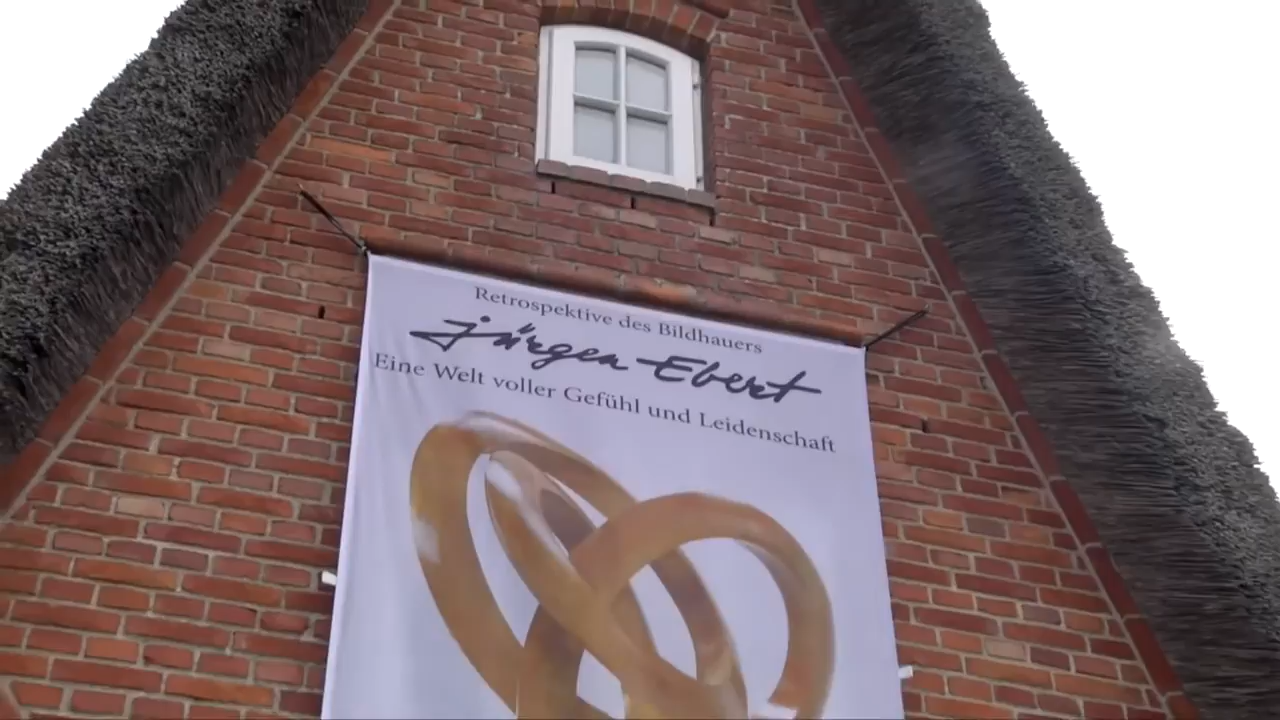 Retrospektive des Bildhauers
jürgen Ebert
Eine Welt voller Gefühl und Leidenschaft